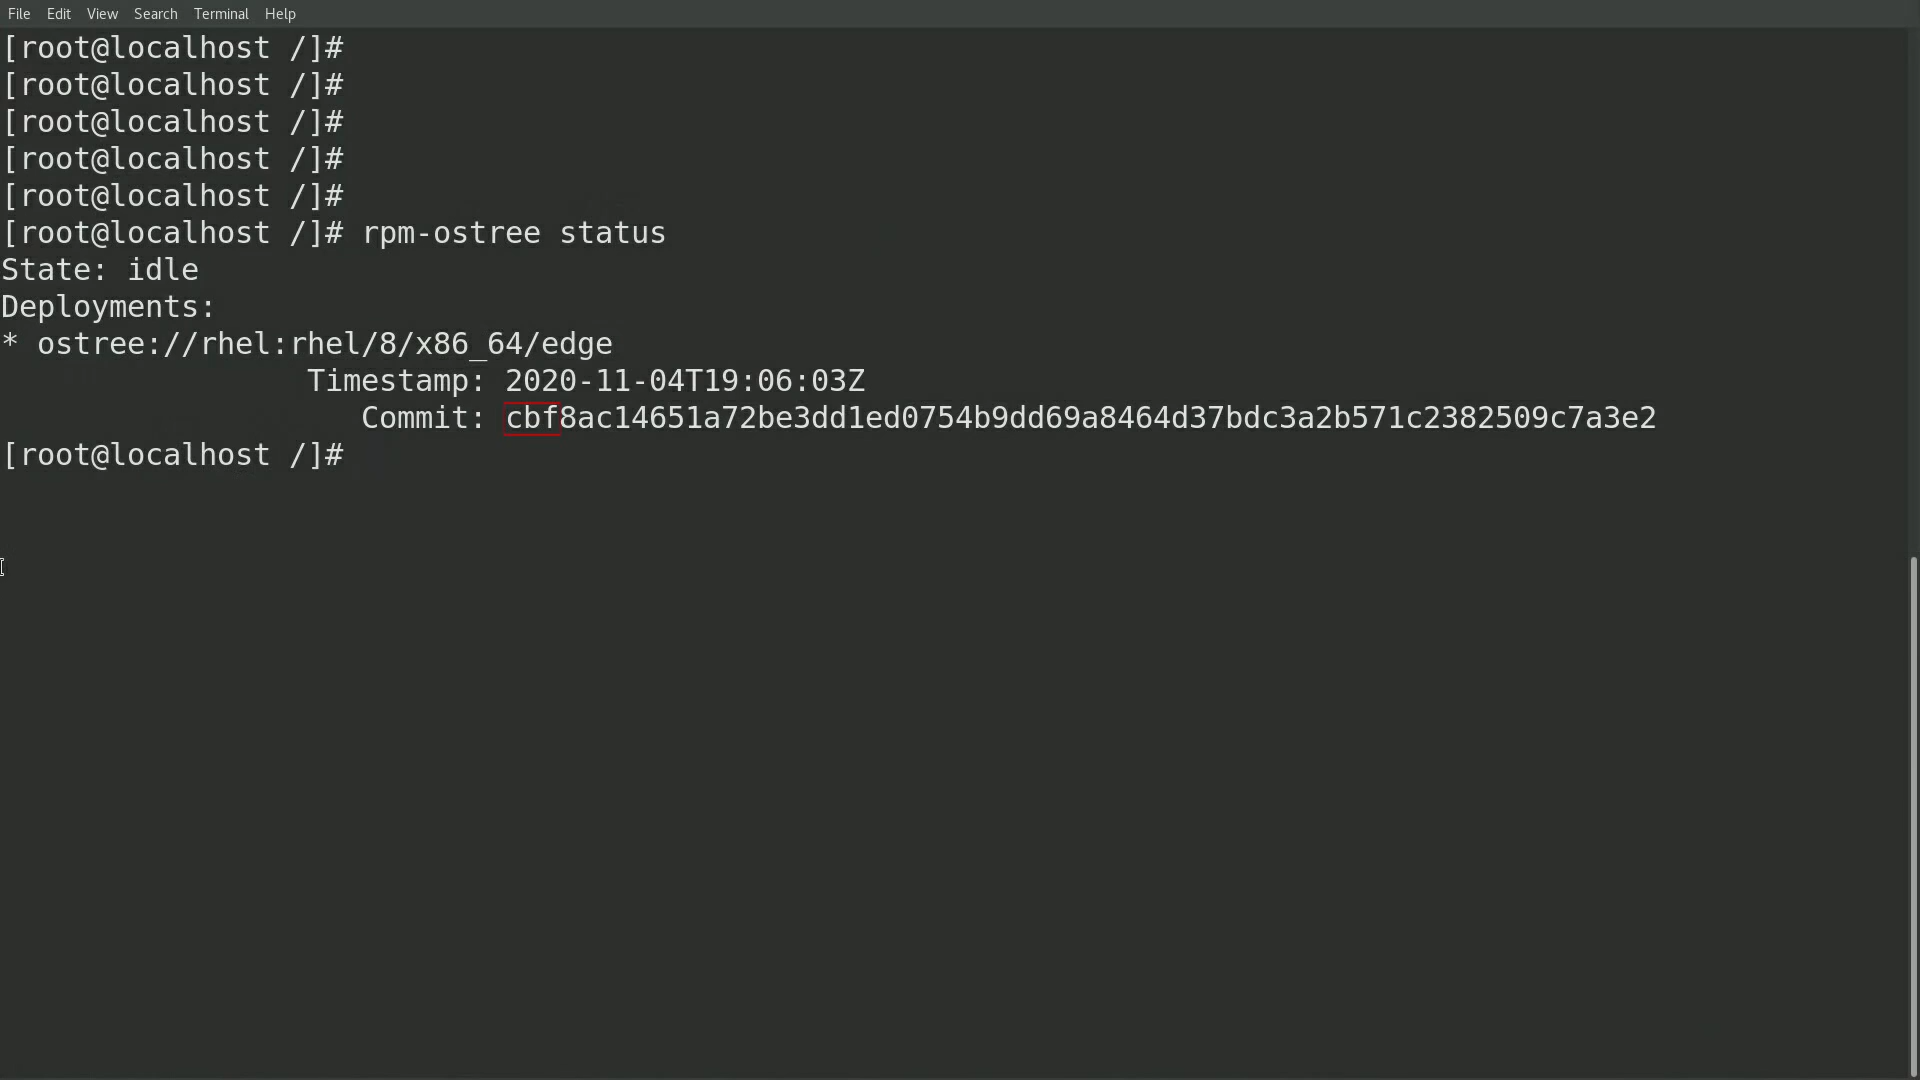 File Edit View Search Terminal Help
[root@localhost /]#
[root@localhost /]#
[root@localhost /]#
[root@localhost /]#
[root@localhost /]#
[root@localhost /]# rpm-ostree status
State: idle
Deployments:
* ostree://rhel:rhel/8/x86_64/edge
Timestamp: 2020-11-04T19:06:03Z
Commit: cbf8ac14651a72be3dd1ed0754b9dd69a8464d37bdc3a2b571c2382509c7a3e2
[root@localhost /]#